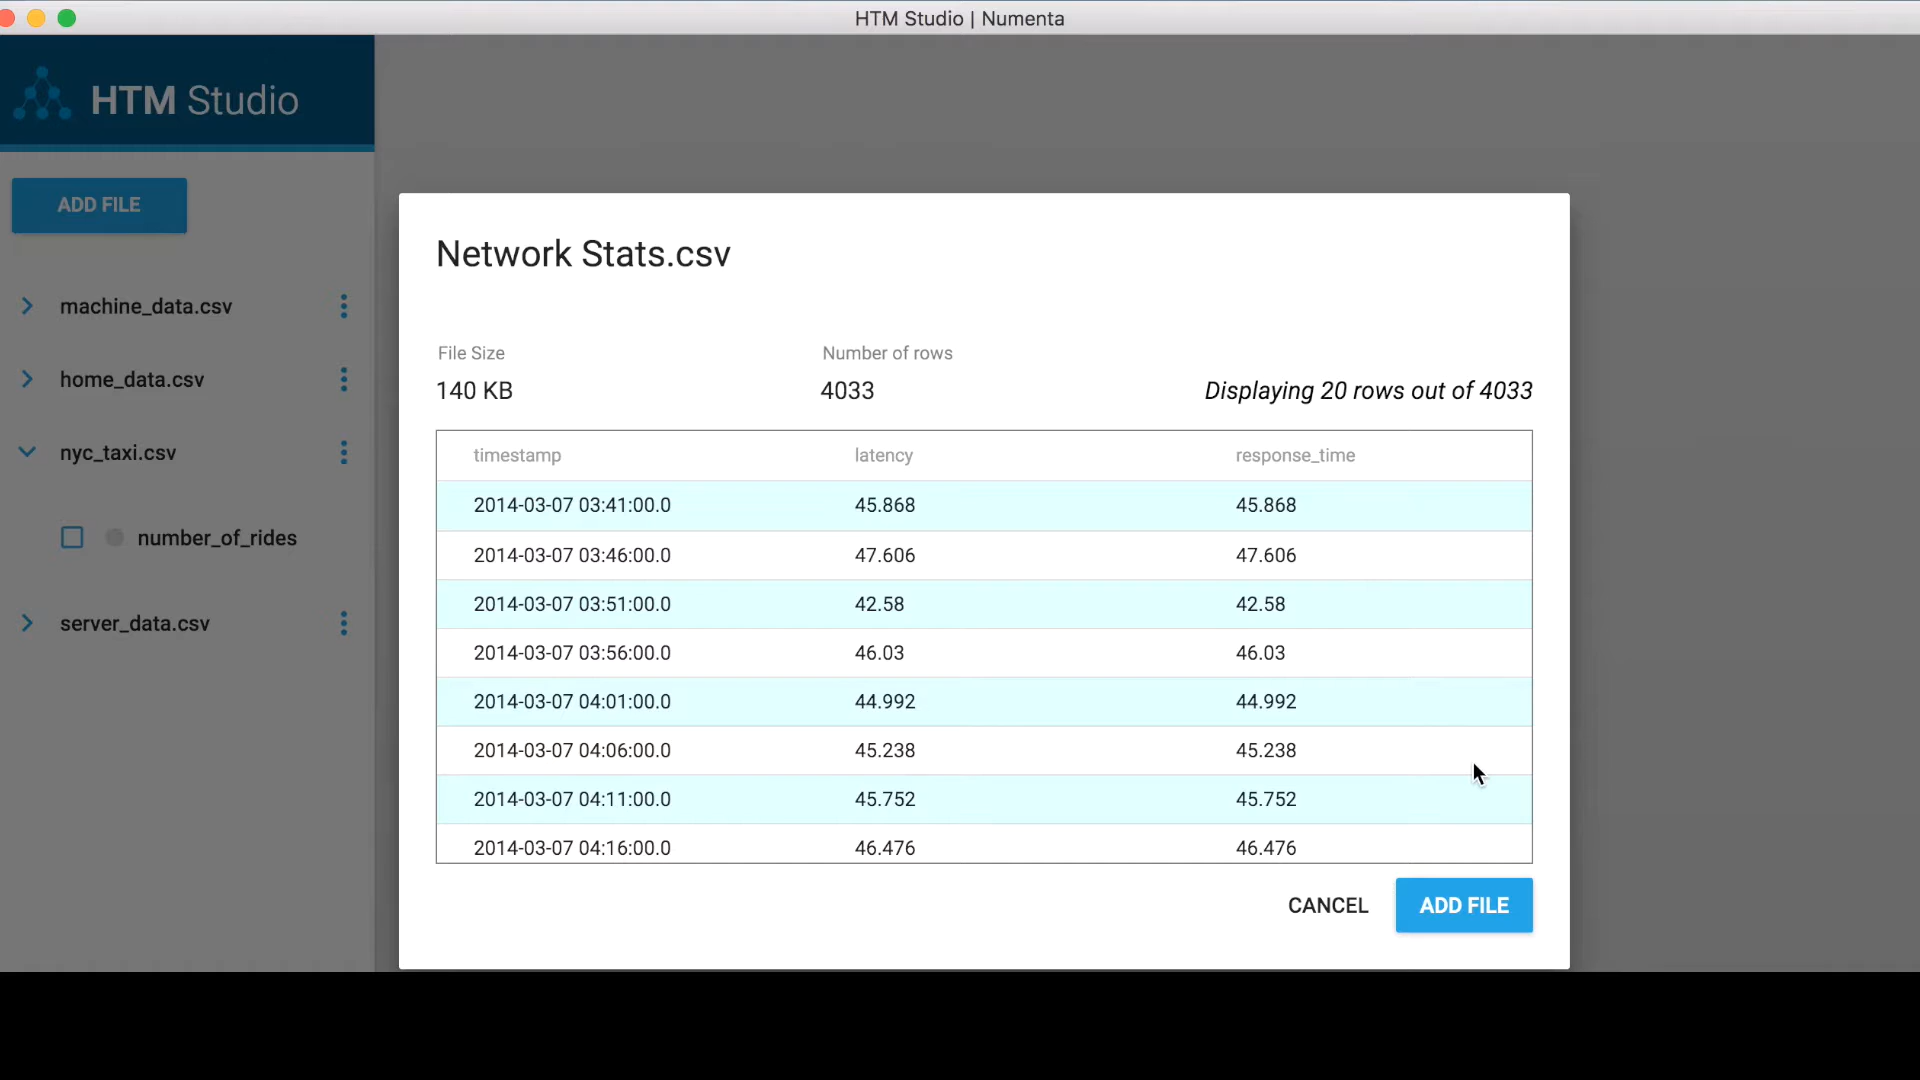 HTM Studio | Numenta
HTM Studio
ADD FILE
machine_data.csv
home_data.csv
nyc_taxi.csv
number_of_rides
server_data.csv
Network Stats.csv
File Size
Number of rows
140 KB
4033
Displaying 20 rows out of 4033
timestamp latency response_time
2014-03-07 03:41:00.0 45.868 45.868
2014-03-07 03:46:00.0 47.606 47.606
2014-03-07 03:51:00.0 42.58 42.58
2014-03-07 03:56:00.0 46.03 46.03
2014-03-07 04:01:00.0 44.992 44.992
2014-03-07 04:06:00.0 45.238 45.238
2014-03-07 04:11:00.0 45.752 45.752
2014-03-07 04:16:00.0 46.476 46.476
CANCEL
ADD FILE